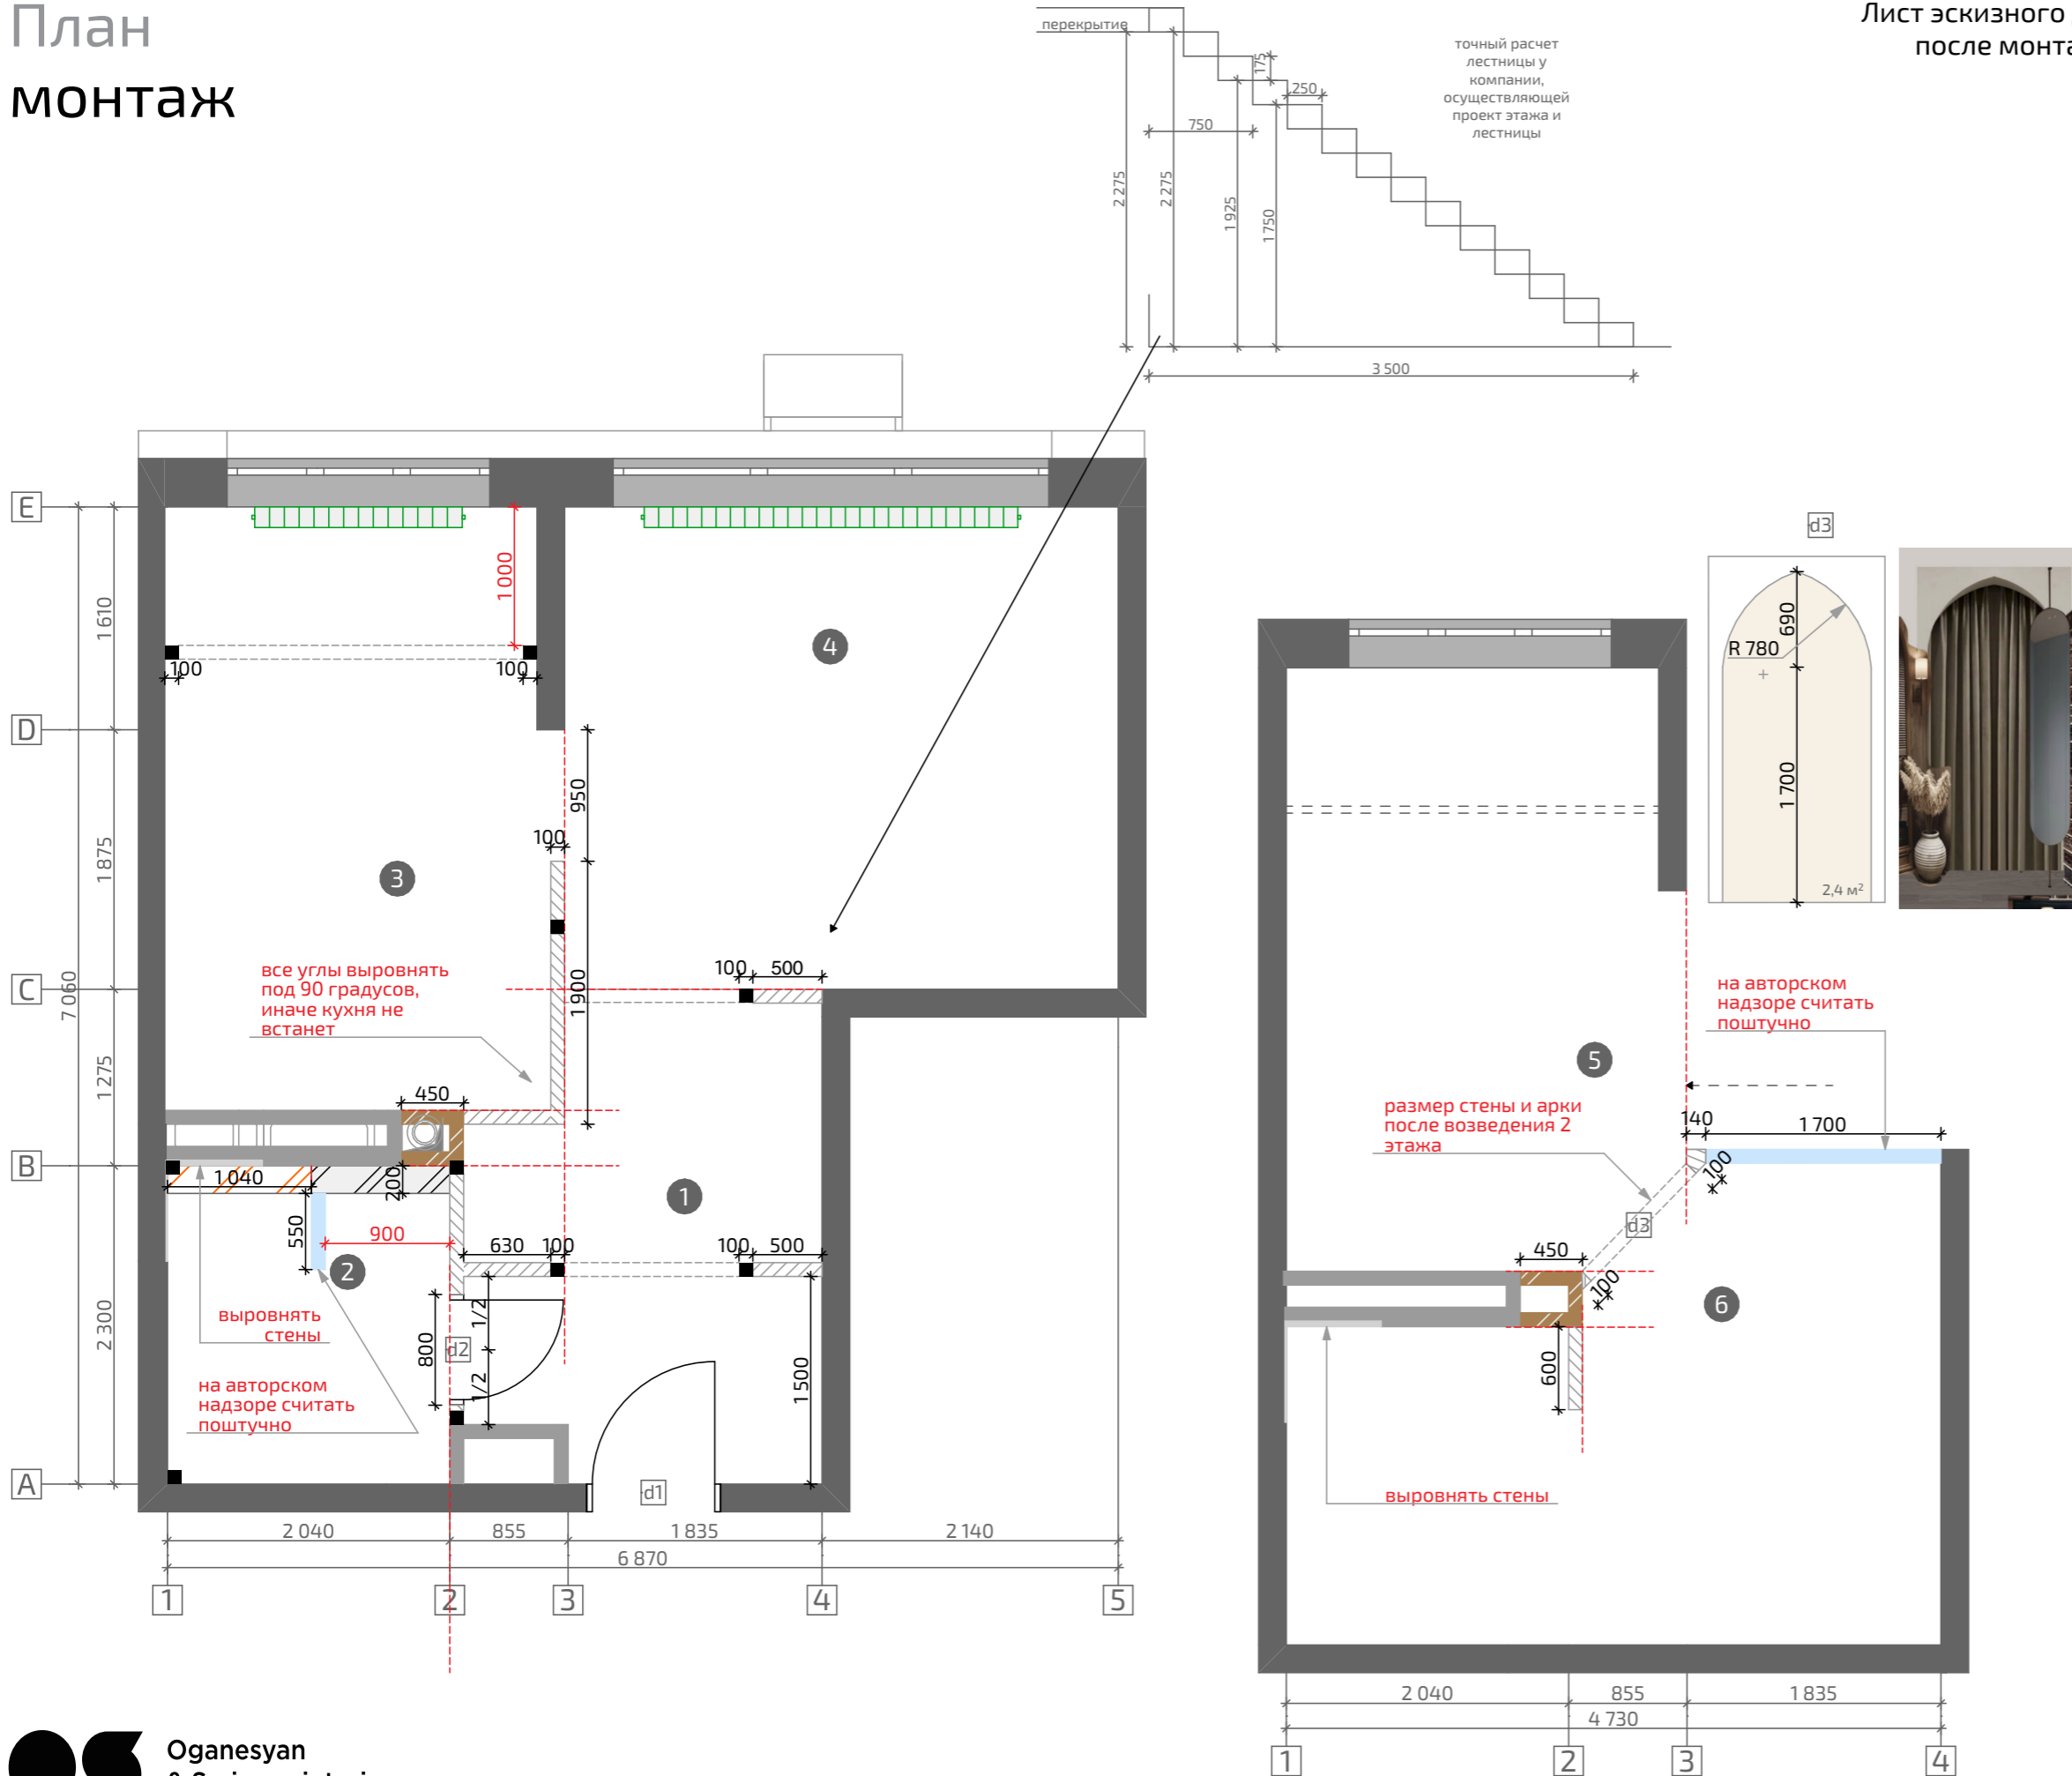 План
монтаж
перекрытие
2 275
2 275
1 925
1 750
175
250
750
3 500
точный расчет
лестницы у
компании,
осуществляющей
проект этажа и
лестницы
Лист эскизного
после
E
D
C
B
A
1 610
1 875
1 275
2 300
7 060
1 000
100
100
4
950
100
3
1 900
100
500
все углы выровнять
под 90 градусов,
иначе кухня не
встанет
450
1 040
200
550
900
2
1
630
100
100
500
выровнять
стены
1/2
800
d2
1/2
1 500
на авторском
надзоре считать
поштучно
d1
2 040
855
1 835
2 140
6 870
1
2
3
4
5
d3
690
R 780
1 700
2,4 м²
на авторском
надзоре считать
поштучно
5
размер стены и арки
после возведения 2
этажа
140
1 700
100
d3
450
100
6
600
выровнять стены
2 040
855
1 835
4 730
1
2
3
4
Oganesyan